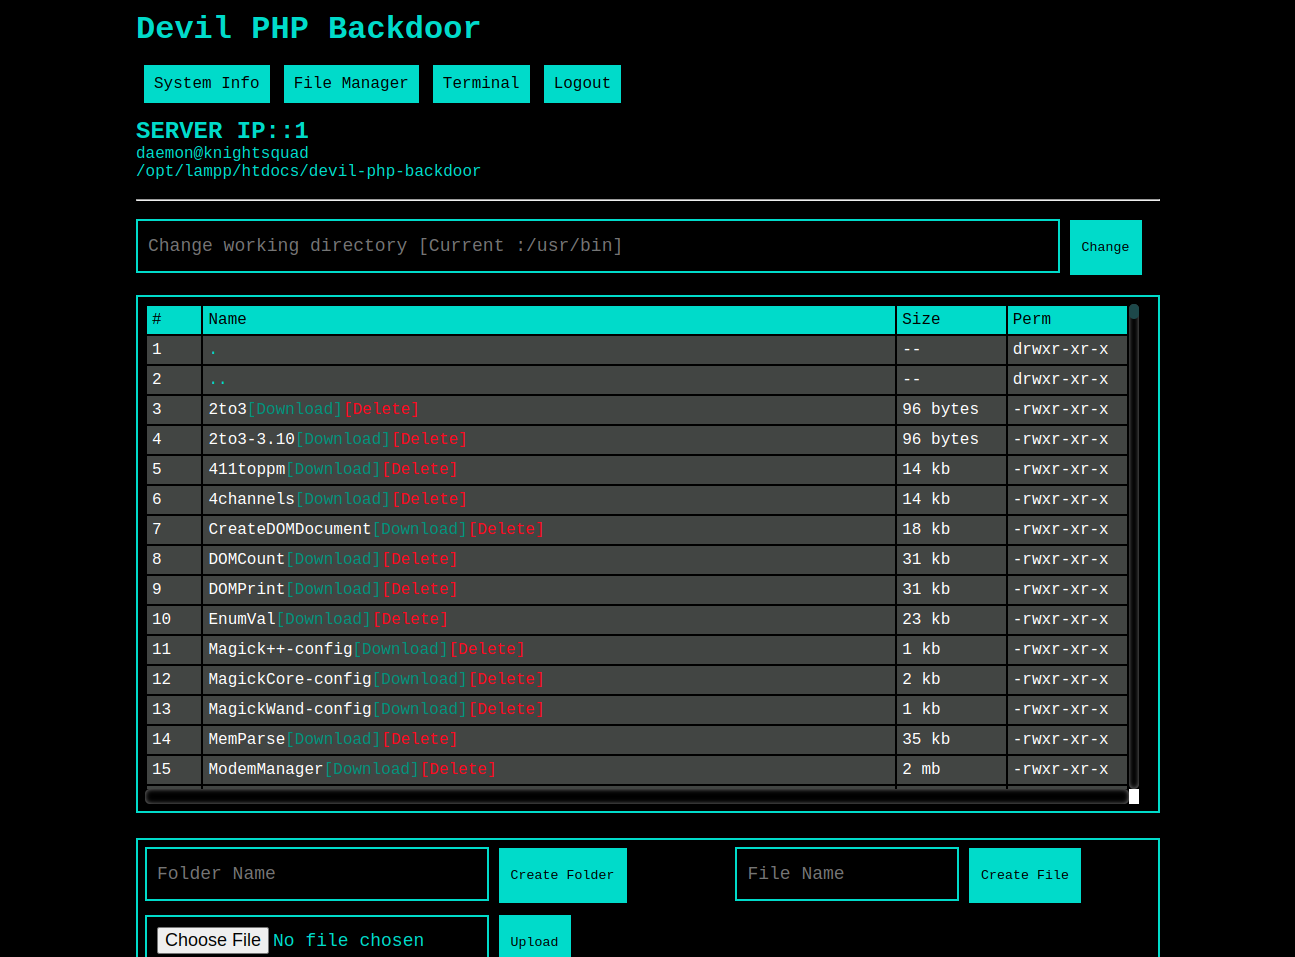 Devil PHP Backdoor
System Info File Manager Terminal Logout
SERVER IP::1
daemon@knightsquad
/opt/lampp/htdocs/devil-php-backdoor
Change working directory [Current :/usr/bin] Change
# Name Size Perm
1 . -- drwxr-xr-x
2 .. -- drwxr-xr-x
3 2to3[Download][Delete] 96 bytes -rwxr-xr-x
4 2to3-3.10[Download][Delete] 96 bytes -rwxr-xr-x
5 411toppm[Download][Delete] 14 kb -rwxr-xr-x
6 4channels[Download][Delete] 14 kb -rwxr-xr-x
7 CreateDOMDocument[Download][Delete] 18 kb -rwxr-xr-x
8 DOMCount[Download][Delete] 31 kb -rwxr-xr-x
9 DOMPrint[Download][Delete] 31 kb -rwxr-xr-x
10 EnumVal[Download][Delete] 23 kb -rwxr-xr-x
11 Magick++-config[Download][Delete] 1 kb -rwxr-xr-x
12 MagickCore-config[Download][Delete] 2 kb -rwxr-xr-x
13 MagickWand-config[Download][Delete] 1 kb -rwxr-xr-x
14 MemParse[Download][Delete] 35 kb -rwxr-xr-x
15 ModemManager[Download][Delete] 2 mb -rwxr-xr-x
Folder Name Create Folder File Name Create File
Choose File No file chosen Upload